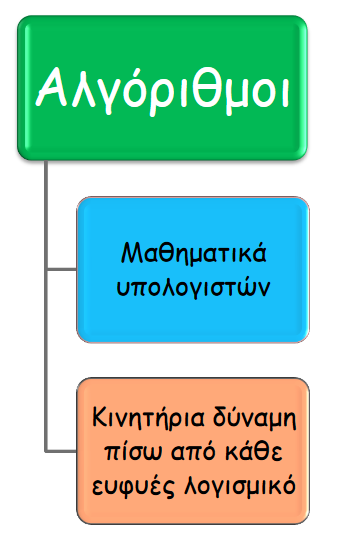 Αλγόριθμοι
Μαθηματικά
υπολογιστών
Κινητήρια δύναμη
πίσω από κάθε
ευφυές λογισμικό